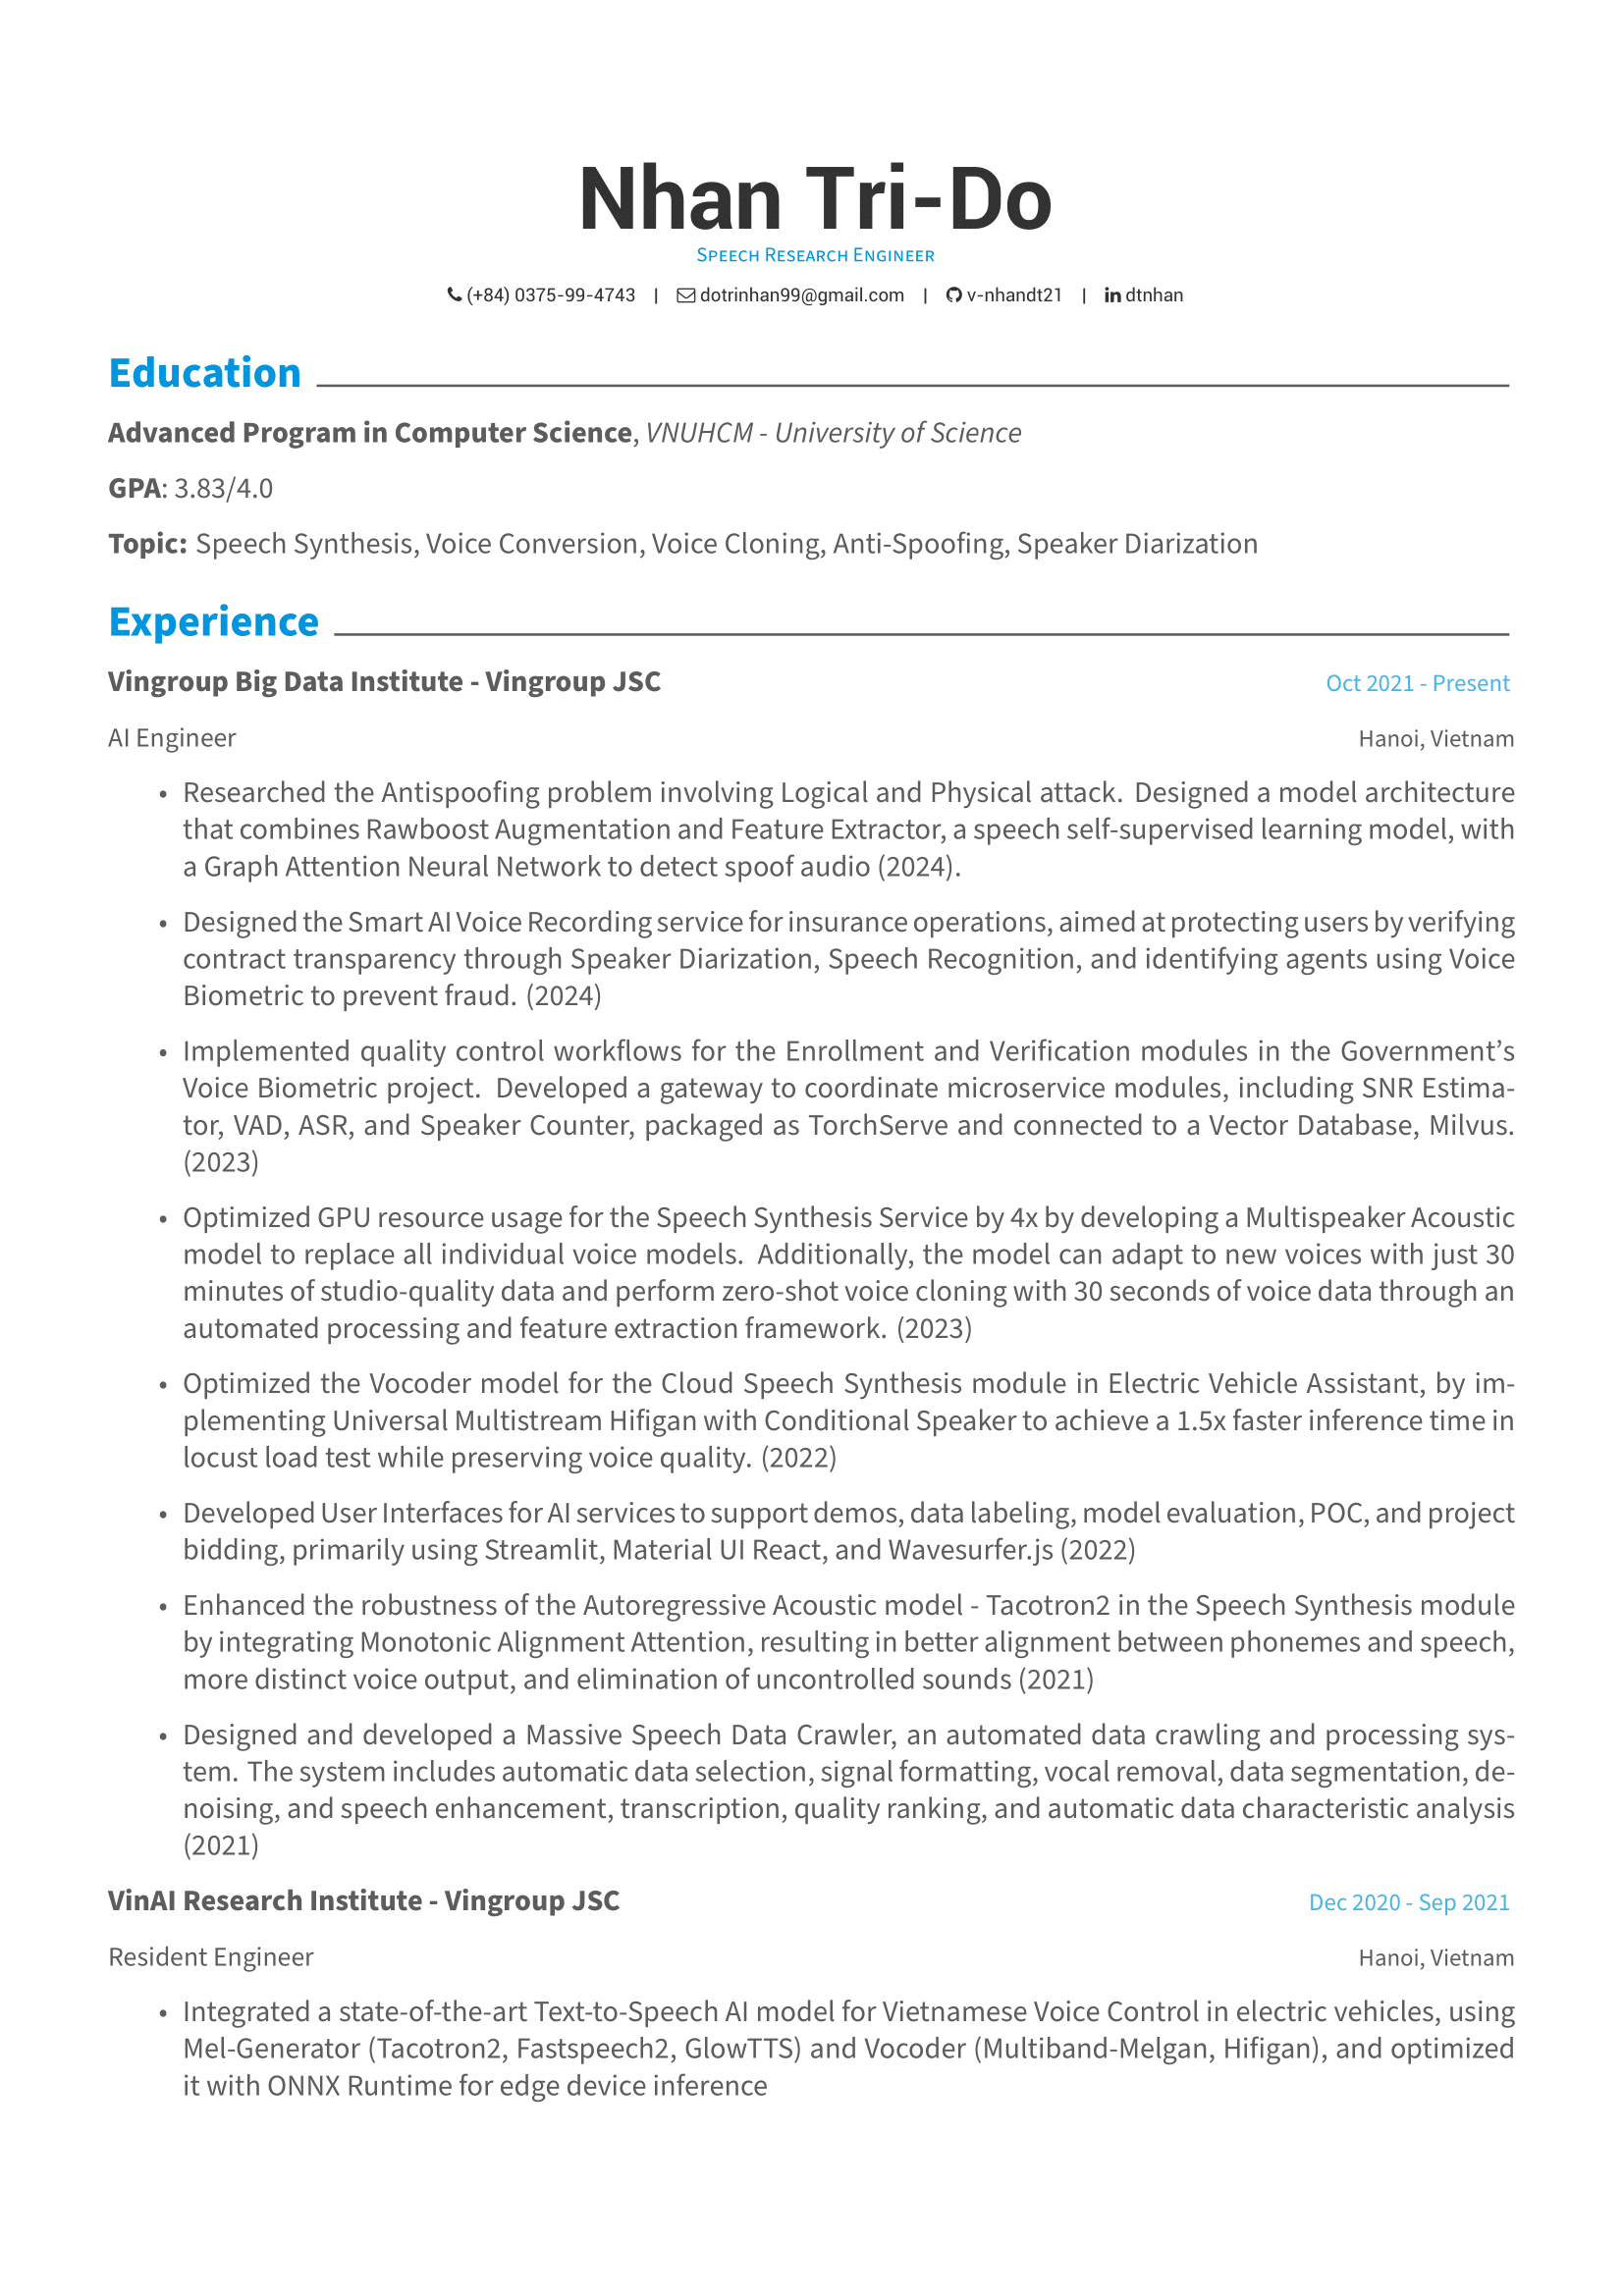 Nhan Tri-Do
Speech Research Engineer
(+84) 0375-99-4743 | dotrinhan99@gmail.com | v-nhandt21 | dtnhan
Education
Advanced Program in Computer Science, VNUHCM - University of Science
GPA: 3.83/4.0
Topic: Speech Synthesis, Voice Conversion, Voice Cloning, Anti-Spoofing, Speaker Diarization
Experience
Vingroup Big Data Institute - Vingroup JSC Oct 2021 - Present
AI Engineer Hanoi, Vietnam
• Researched the Antispoofing problem involving Logical and Physical attack. Designed a model architecture
that combines Rawboost Augmentation and Feature Extractor, a speech self-supervised learning model, with
a Graph Attention Neural Network to detect spoof audio (2024).
• Designed the Smart AI Voice Recording service for insurance operations, aimed at protecting users by verifying
contract transparency through Speaker Diarization, Speech Recognition, and identifying agents using Voice
Biometric to prevent fraud. (2024)
• Implemented quality control workflows for the Enrollment and Verification modules in the Government’s
Voice Biometric project. Developed a gateway to coordinate microservice modules, including SNR Estima-
tor, VAD, ASR, and Speaker Counter, packaged as TorchServe and connected to a Vector Database, Milvus.
(2023)
• Optimized GPU resource usage for the Speech Synthesis Service by 4x by developing a Multispeaker Acoustic
model to replace all individual voice models. Additionally, the model can adapt to new voices with just 30
minutes of studio-quality data and perform zero-shot voice cloning with 30 seconds of voice data through an
automated processing and feature extraction framework. (2023)
• Optimized the Vocoder model for the Cloud Speech Synthesis module in Electric Vehicle Assistant, by im-
plementing Universal Multistream Hifigan with Conditional Speaker to achieve a 1.5x faster inference time in
locust load test while preserving voice quality. (2022)
• Developed User Interfaces for AI services to support demos, data labeling, model evaluation, POC, and project
bidding, primarily using Streamlit, Material UI React, and Wavesurfer.js (2022)
• Enhanced the robustness of the Autoregressive Acoustic model - Tacotron2 in the Speech Synthesis module
by integrating Monotonic Alignment Attention, resulting in better alignment between phonemes and speech,
more distinct voice output, and elimination of uncontrolled sounds (2021)
• Designed and developed a Massive Speech Data Crawler, an automated data crawling and processing sys-
tem. The system includes automatic data selection, signal formatting, vocal removal, data segmentation, de-
noising, and speech enhancement, transcription, quality ranking, and automatic data characteristic analysis
(2021)
VinAI Research Institute - Vingroup JSC Dec 2020 - Sep 2021
Resident Engineer Hanoi, Vietnam
• Integrated a state-of-the-art Text-to-Speech AI model for Vietnamese Voice Control in electric vehicles, using
Mel-Generator (Tacotron2, Fastspeech2, GlowTTS) and Vocoder (Multiband-Melgan, Hifigan), and optimized
it with ONNX Runtime for edge device inference